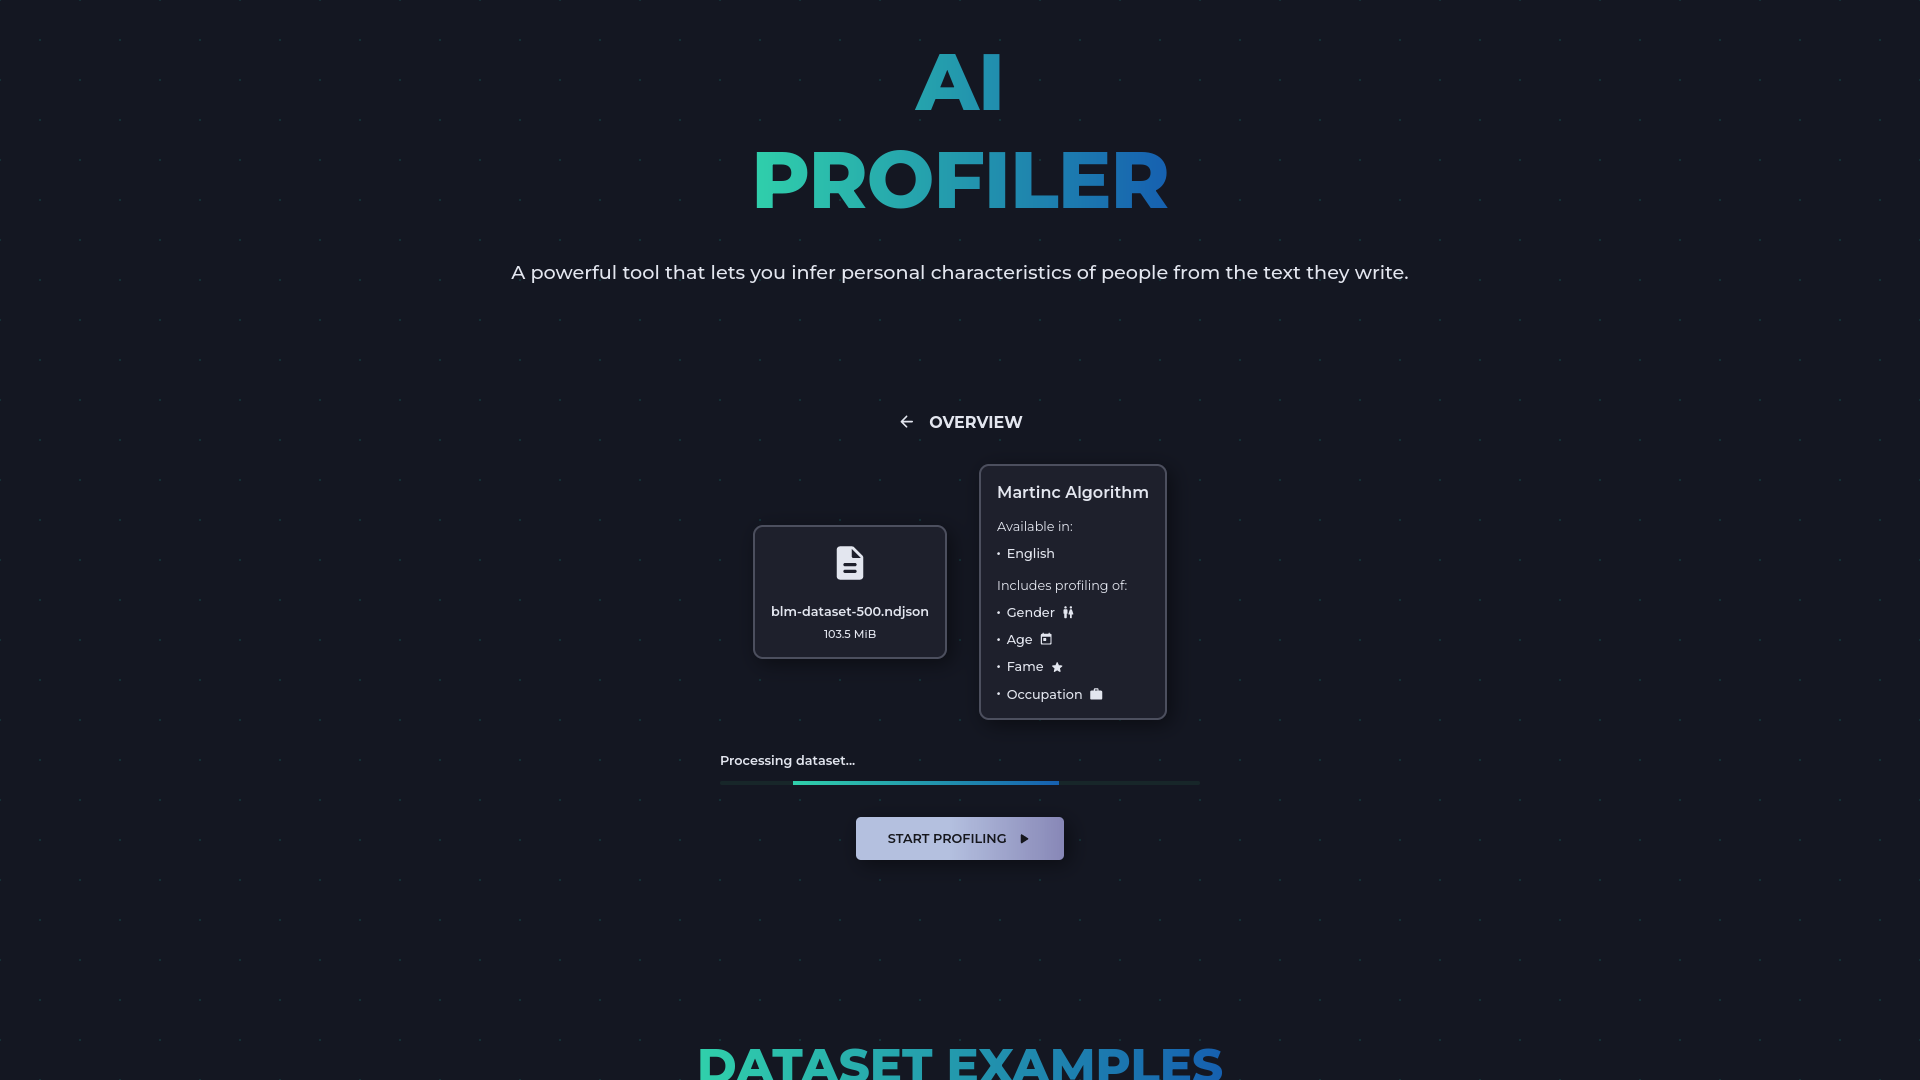 AI
PROFILER
A powerful tool that lets you infer personal characteristics of people from the text they write.
OVERVIEW
blm-dataset-500.ndjson
103.5 MiB
Martinc Algorithm
Available in:
• English
Includes profiling of:
• Gender
• Age
• Fame
• Occupation
Processing dataset...
START PROFILING
DATASET EXAMPLES